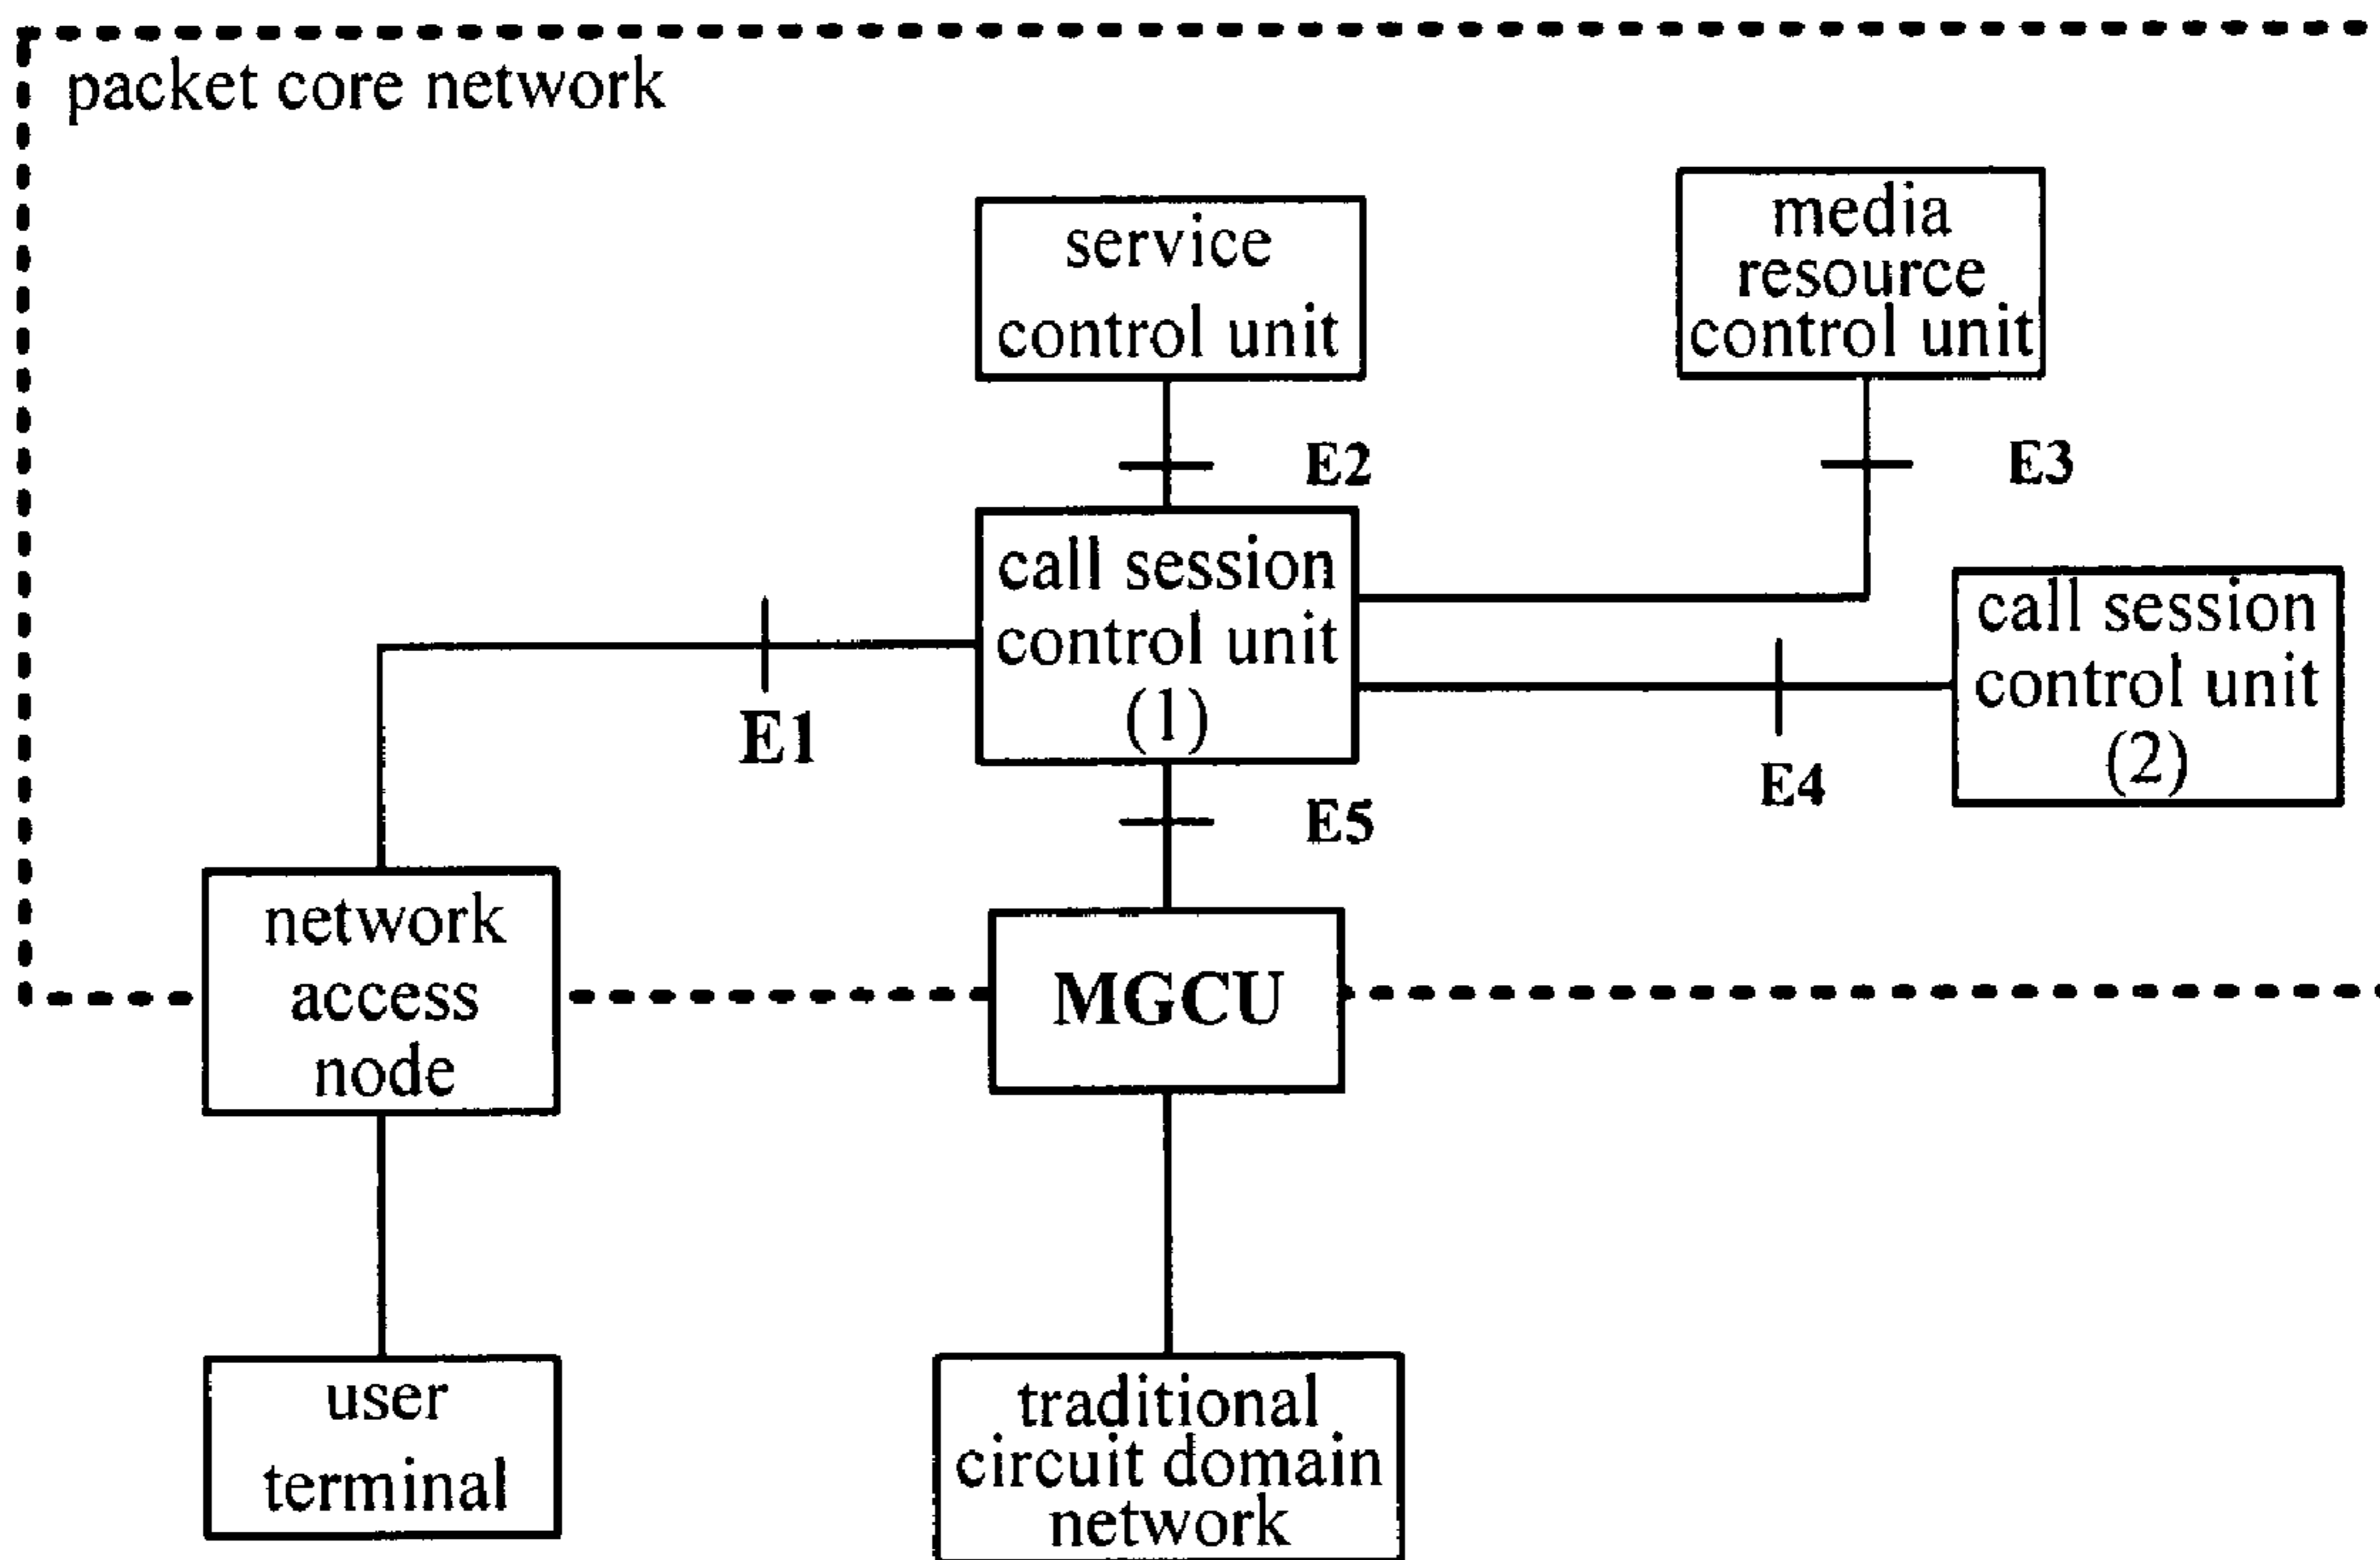 packet core network
service
control unit
media
resource
control unit
E2
E3
call session
control unit
(1)
call session
control unit
(2)
E1
E4
E5
network
access
node
MGCU
user
terminal
traditional
circuit domain
network